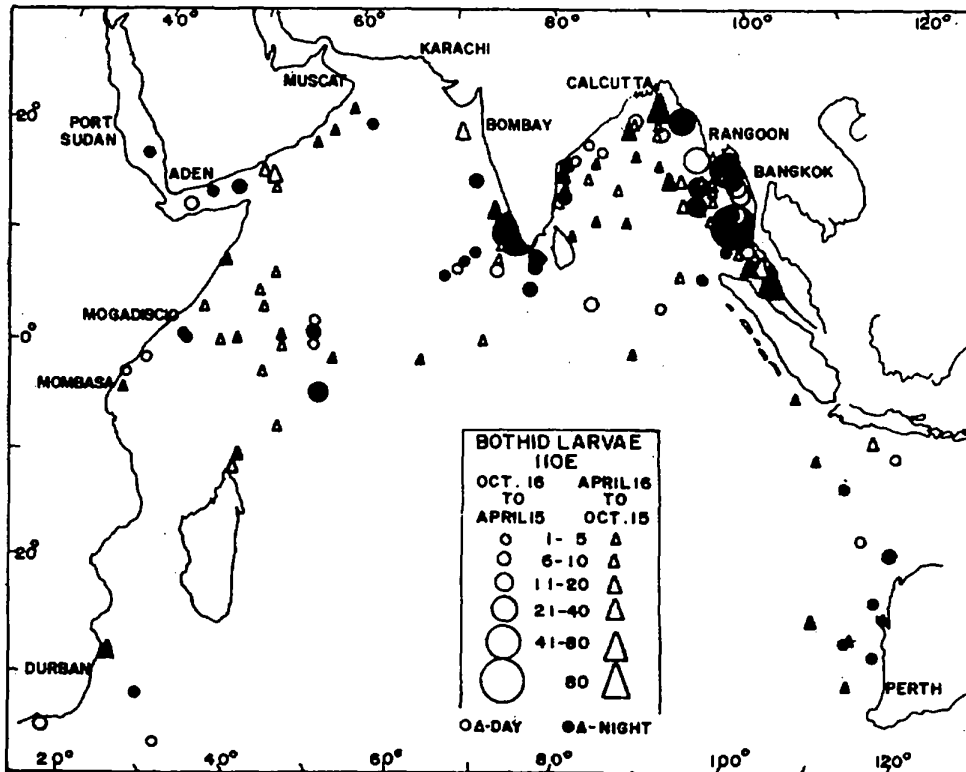 40° 60° 80° 100° 120°
KARACHI
MUSCAT
CALCUTTA
20°
PORT
SUDAN
BOMBAY
RANGOON
ADEN
BANGKOK
MOGADISCIO
0°
MOMBASA
BOTHID LARVAE
110E
OCT. 16 APRIL 16
TO TO
APRIL 15 OCT. 15
1- 5
6-10
11-20
20°
21-40
41-80
80
DURBAN
PERTH
DAY NIGHT
20° 40° 60° 80° 100° 120°